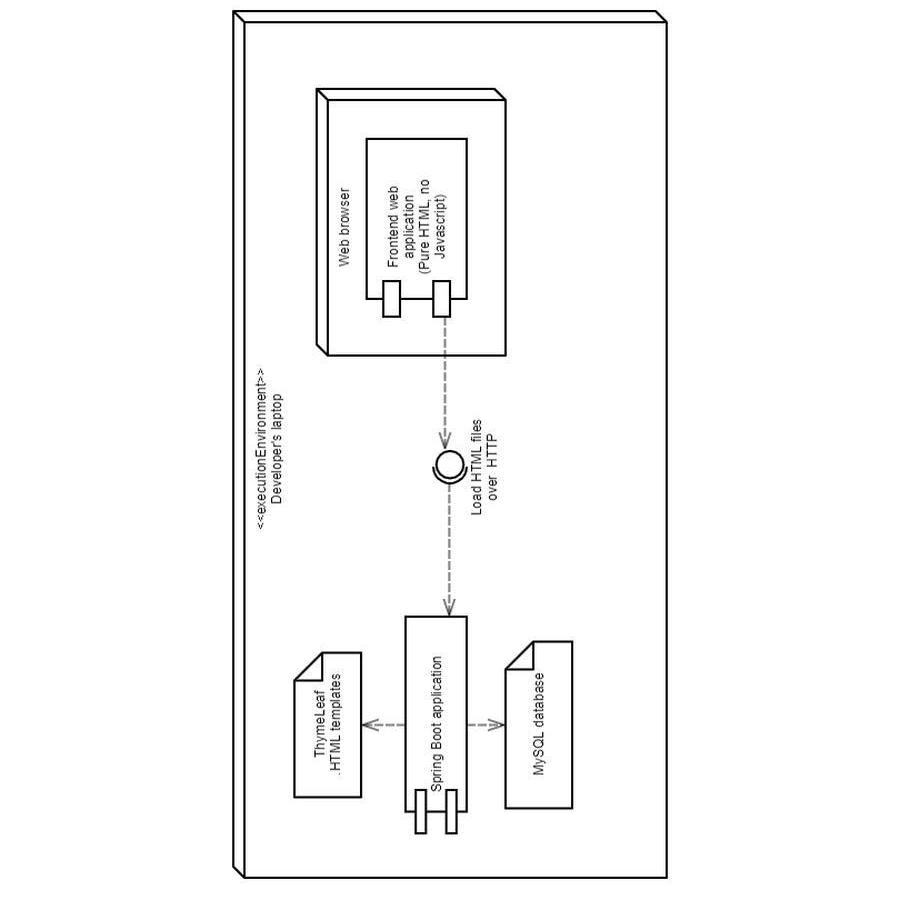 <<executionEnvironment>>
Developer's laptop
Web browser
Frontend web
application
(Pure HTML, no
Javascript)
Load HTML files
over HTTP
ThymeLeaf
.HTML templates
Spring Boot application
MySQL database